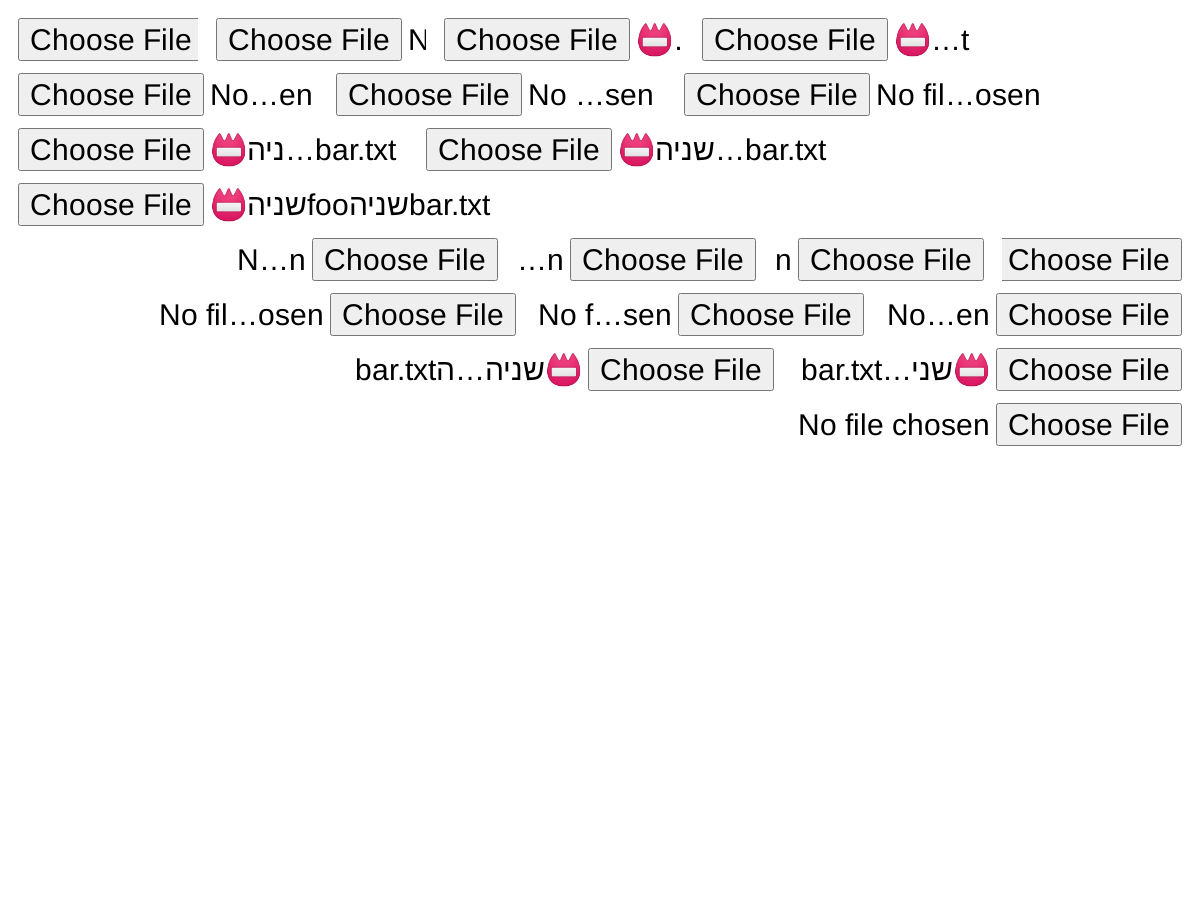 Choose File Choose File N Choose File 📛. Choose File 📛…t
Choose File No…en Choose File No …sen Choose File No fil…osen
Choose File 📛ניה…bar.txt Choose File 📛שניה…bar.txt
Choose File 📛שניהfooשניהbar.txt
N…n Choose File …n Choose File n Choose File Choose File
No fil…osen Choose File No f…sen Choose File No…en Choose File
bar.txtה…שניה📛 Choose File bar.txt…שני📛 Choose File
No file chosen Choose File